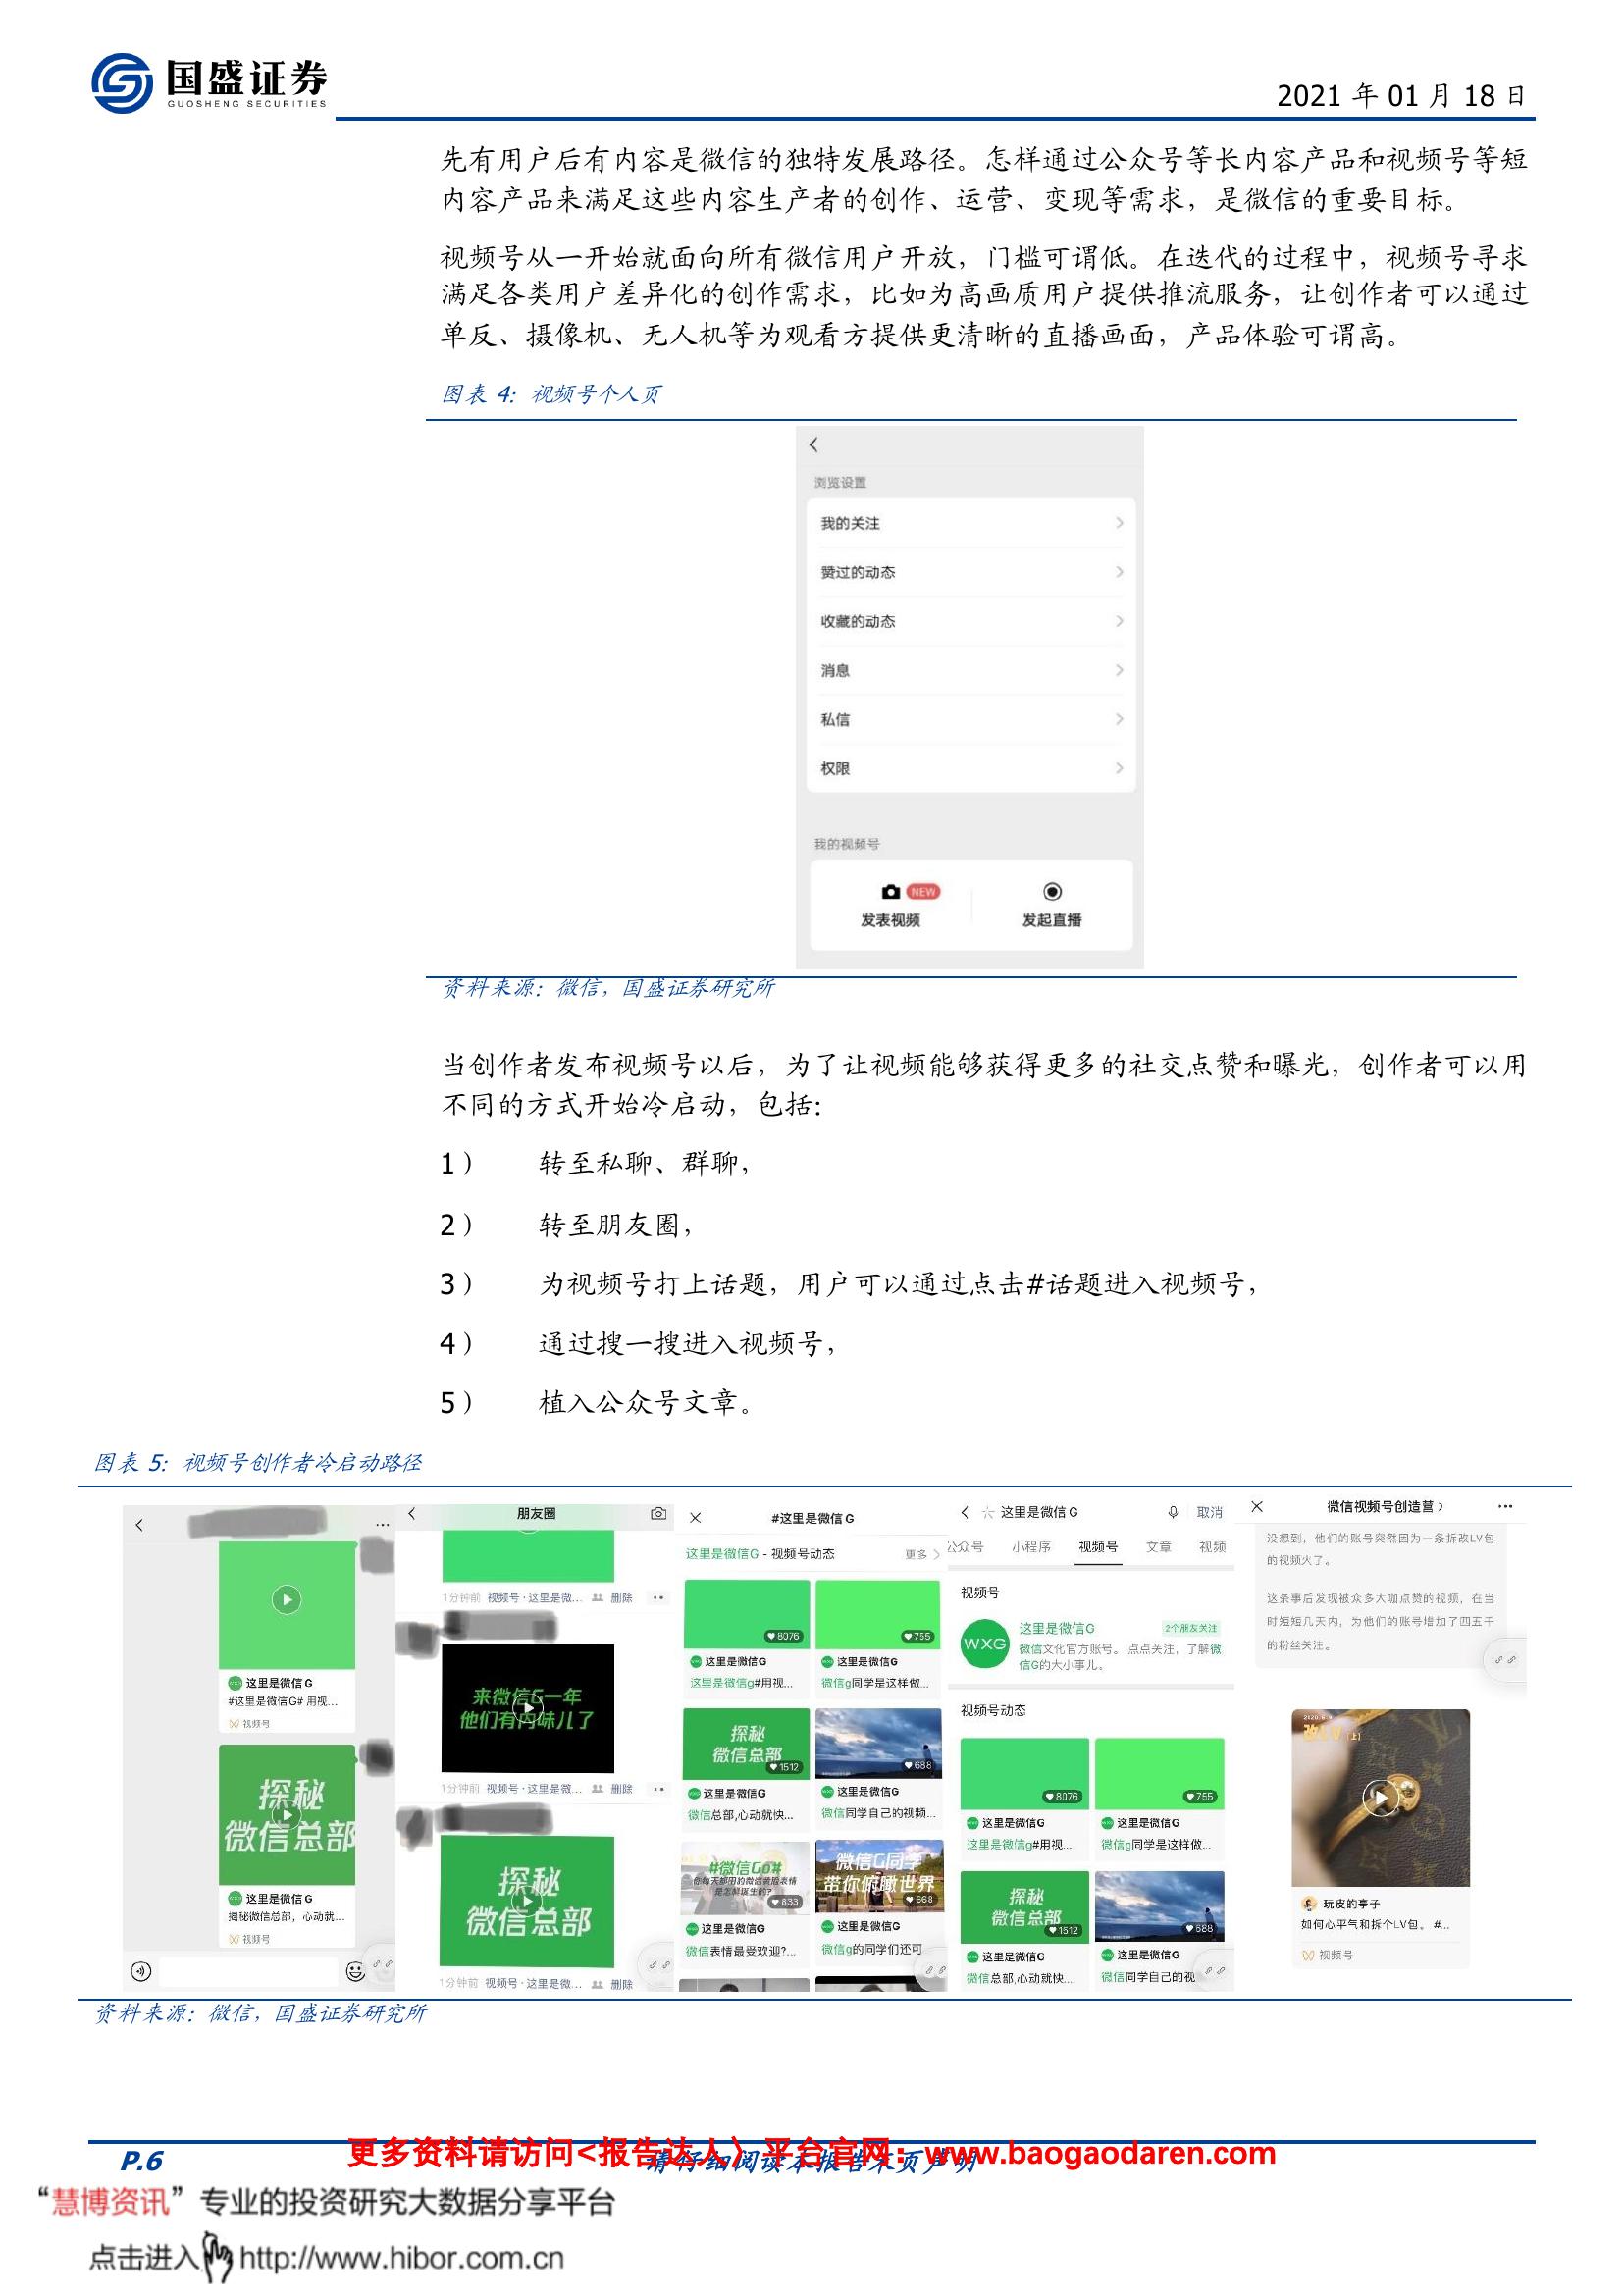 国盛证券
GUOSHENG SECURITIES
2021 年 01 月 18 日
先有用户后有内容是微信的独特发展路径。怎样通过公众号等长内容产品和视频号等短
内容产品来满足这些内容生产者的创作、运营、变现等需求，是微信的重要目标。
视频号从一开始就面向所有微信用户开放，门槛可谓低。在迭代的过程中，视频号寻求
满足各类用户差异化的创作需求，比如为高画质用户提供推流服务，让创作者可以通过
单反、摄像机、无人机等为观看方提供更清晰的直播画面，产品体验可谓高。
图表 4：视频号个人页
浏览设置
我的关注
赞过的动态
收藏的动态
消息
私信
权限
我的视频号
NEW
发表视频
发起直播
资料来源：微信，国盛证券研究所
当创作者发布视频号以后，为了让视频能够获得更多的社交点赞和曝光，创作者可以用
不同的方式开始冷启动，包括：
1） 转至私聊、群聊，
2） 转至朋友圈，
3） 为视频号打上话题，用户可以通过点击#话题进入视频号，
4） 通过搜一搜进入视频号，
5） 植入公众号文章。
图表 5：视频号创作者冷启动路径
这里是微信G
#这里是微信G# 用视...
视频号
探秘
微信总部
这里是微信G
揭秘微信总部，心动就...
视频号
朋友圈
1分钟前 视频号·这里是微... 删除
来微信G一年
他们有内味儿了
1分钟前 视频号·这里是微... 删除
探秘
微信总部
1分钟前 视频号·这里是微... 删除
#这里是微信G
这里是微信G - 视频号动态 更多
8076
755
这里是微信G
这里是微信G
这里是微信g#用视...
微信g同学是这样做...
探秘
微信总部
1512
688
这里是微信G
这里是微信G
微信总部,心动就快...
微信同学自己的视频...
#微信Go#
你每天都用的微信黄脸表情
是怎样诞生的?
833
微信G同学
带你俯瞰世界
668
这里是微信G
这里是微信G
微信表情最受欢迎?...
微信g的同学们还可
这里是微信G 取消
公众号 小程序 视频号 文章 视频
视频号
WXG
这里是微信G
2个朋友关注
微信文化官方账号。点点关注，了解微
信G的大小事儿。
视频号动态
8076
755
这里是微信G
这里是微信G
这里是微信g#用视...
微信g同学是这样做...
探秘
微信总部
1512
688
这里是微信G
这里是微信G
微信总部,心动就快...
微信同学自己的视
微信视频号创造营
没想到，他们的账号突然因为一条拆改LV包
的视频火了。
这条事后发现被众多大咖点赞的视频，在当
时短短几天内，为他们的账号增加了四五千
的粉丝关注。
玩皮的亭子
如何心平气和拆个LV包。 #...
视频号
资料来源：微信，国盛证券研究所
P.6
请仔细阅读本报告末页声明
更多资料请访问<报告达人〉平台官网：www.baogaodaren.com
“慧博资讯”专业的投资研究大数据分享平台
点击进入http://www.hibor.com.cn